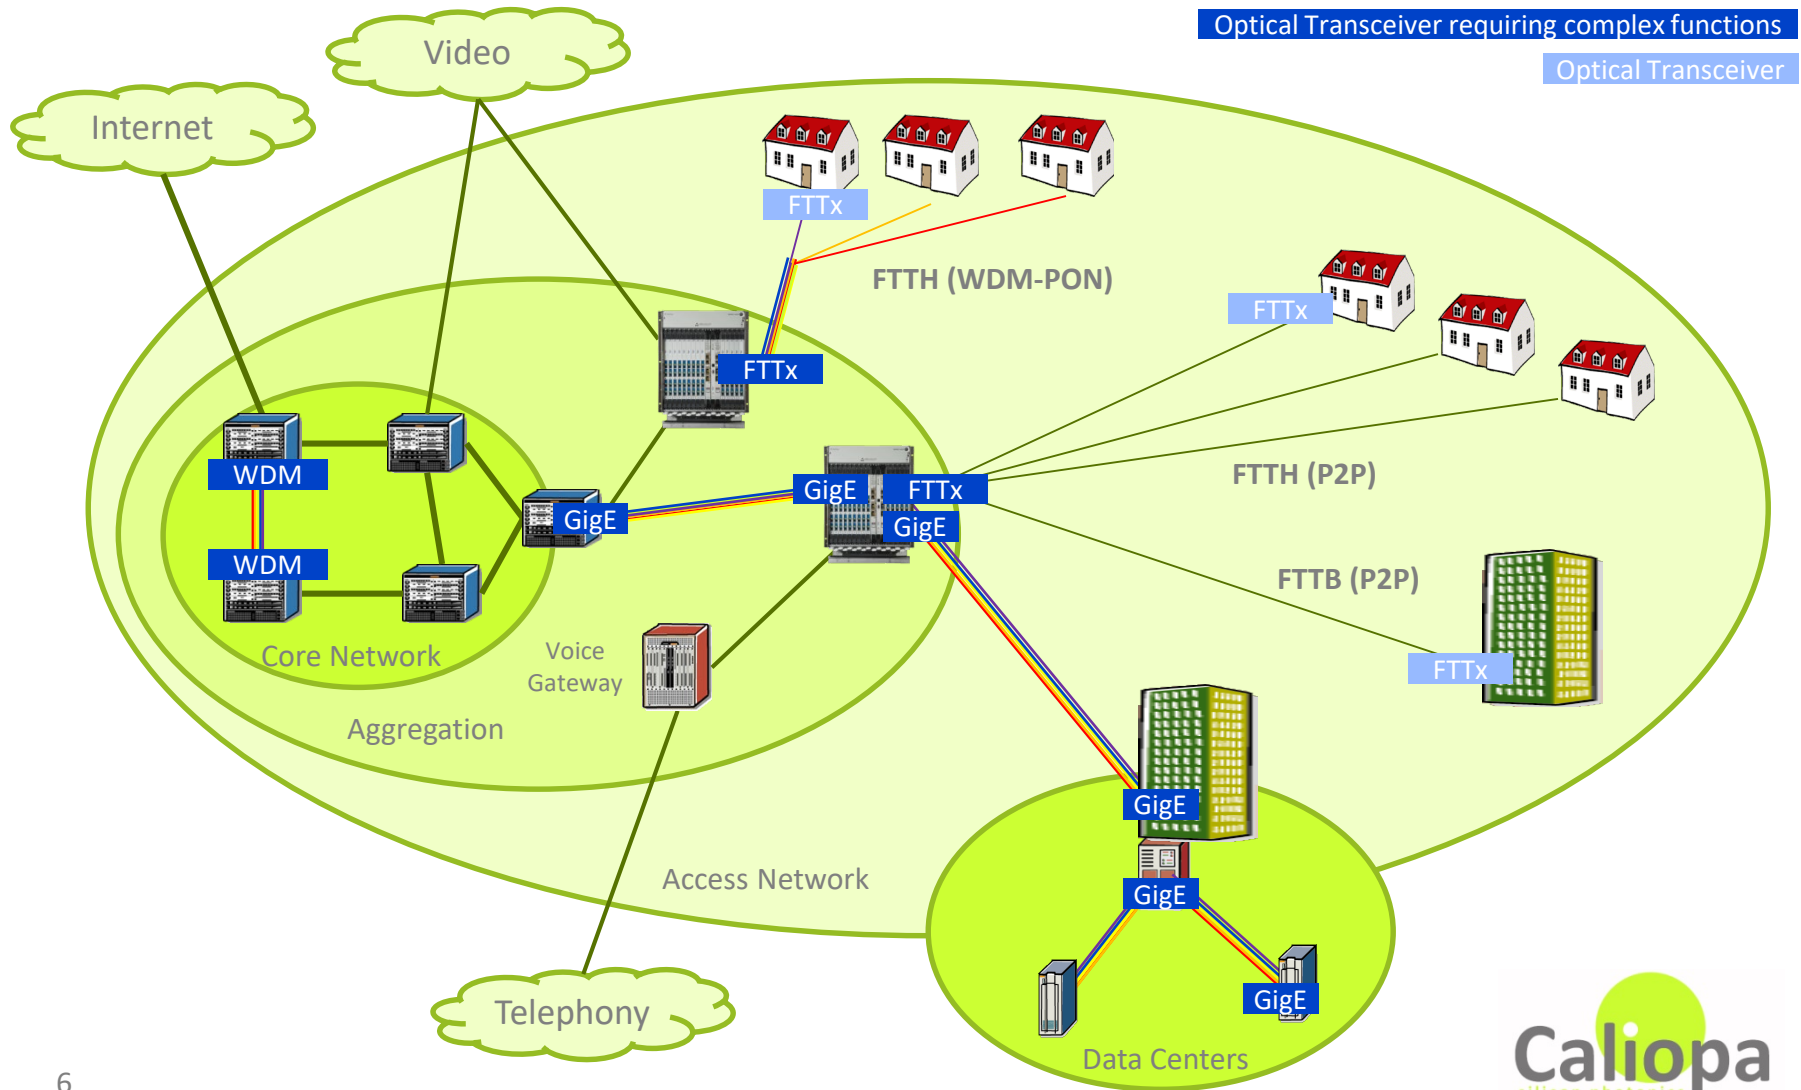 Optical Transceiver requiring complex functions
Optical Transceiver
Video
Internet
FTTx
FTTH (WDM-PON)
FTTx
FTTx
WDM
GigE
FTTx
FTTH (P2P)
GigE
GigE
WDM
FTTB (P2P)
Core Network
Voice
Gateway
FTTx
Aggregation
GigE
Access Network
GigE
GigE
Telephony
Data Centers
Caliopa
6